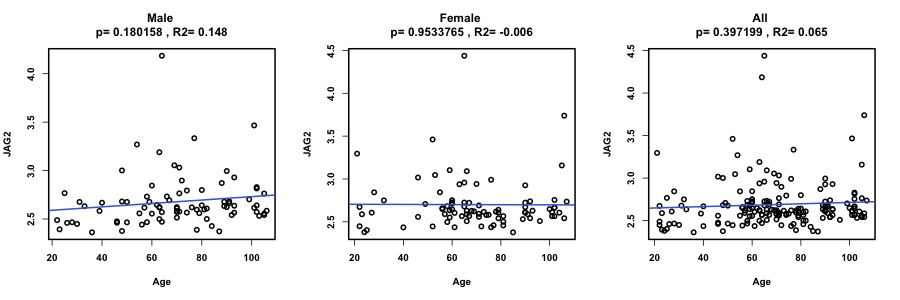 Male
p= 0.180158 , R2= 0.148
JAG2
4.0
3.5
3.0
2.5
20 40 60 80 100
Age
Female
p= 0.9533765 , R2= -0.006
JAG2
4.5
4.0
3.5
3.0
2.5
20 40 60 80 100
Age
All
p= 0.397199 , R2= 0.065
JAG2
4.5
4.0
3.5
3.0
2.5
20 40 60 80 100
Age